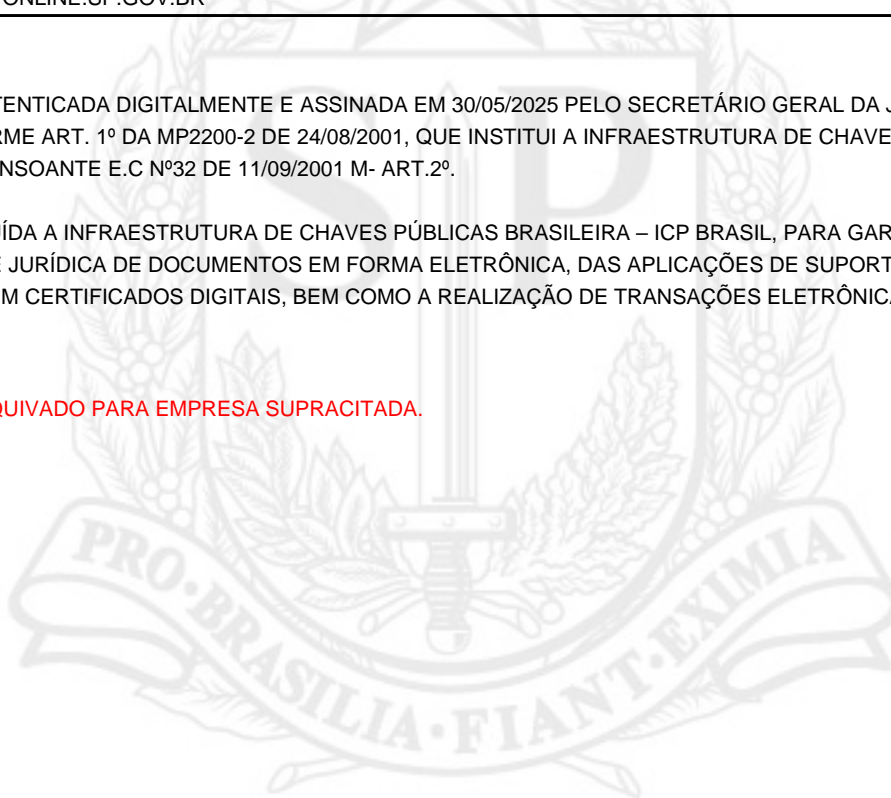 ONLINE.SP.GOV.BR
TENTICADA DIGITALMENTE E ASSINADA EM 30/05/2025 PELO SECRETÁRIO GERAL DA J
RME ART. 1º DA MP2200-2 DE 24/08/2001, QUE INSTITUI A INFRAESTRUTURA DE CHAVE
NSOANTE E.C Nº32 DE 11/09/2001 M- ART.2º.
UÍDA A INFRAESTRUTURA DE CHAVES PÚBLICAS BRASILEIRA – ICP BRASIL, PARA GAR
E JURÍDICA DE DOCUMENTOS EM FORMA ELETRÔNICA, DAS APLICAÇÕES DE SUPORT
M CERTIFICADOS DIGITAIS, BEM COMO A REALIZAÇÃO DE TRANSAÇÕES ELETRÔNICA
QUIVADO PARA EMPRESA SUPRACITADA.
SP
PRO·BRASILIA·FIANT·EXIMIA